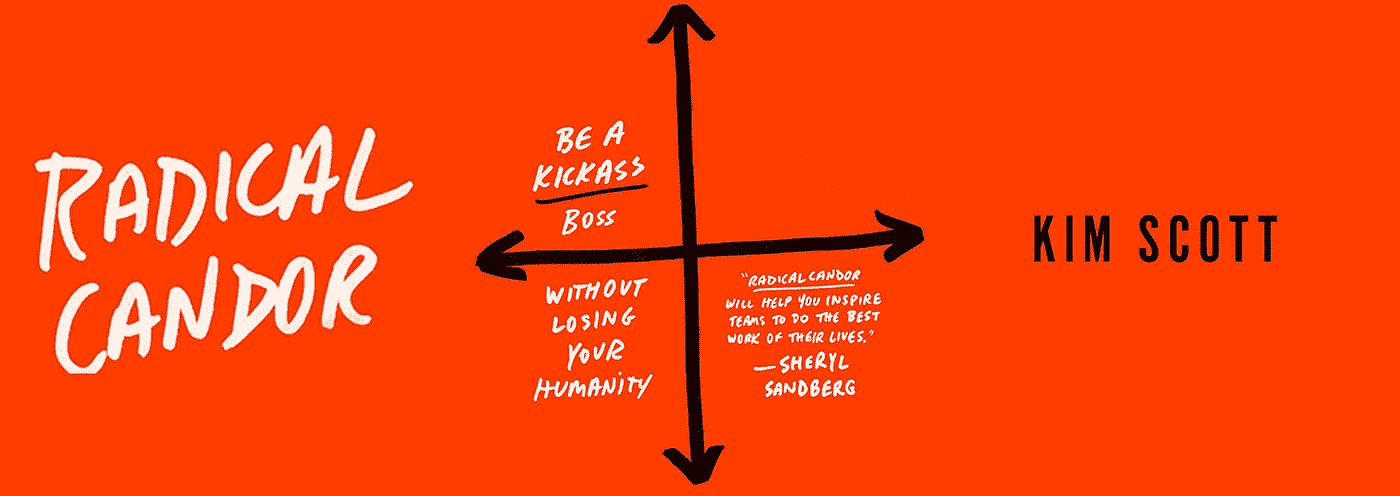 RADICAL
CANDOR
BE A
KICKASS
BOSS
WITHOUT
LOSING
YOUR
HUMANITY
"RADICAL CANDOR
WILL HELP YOU INSPIRE
TEAMS TO DO THE BEST
WORK OF THEIR LIVES."
—SHERYL
SANDBERG
KIM SCOTT